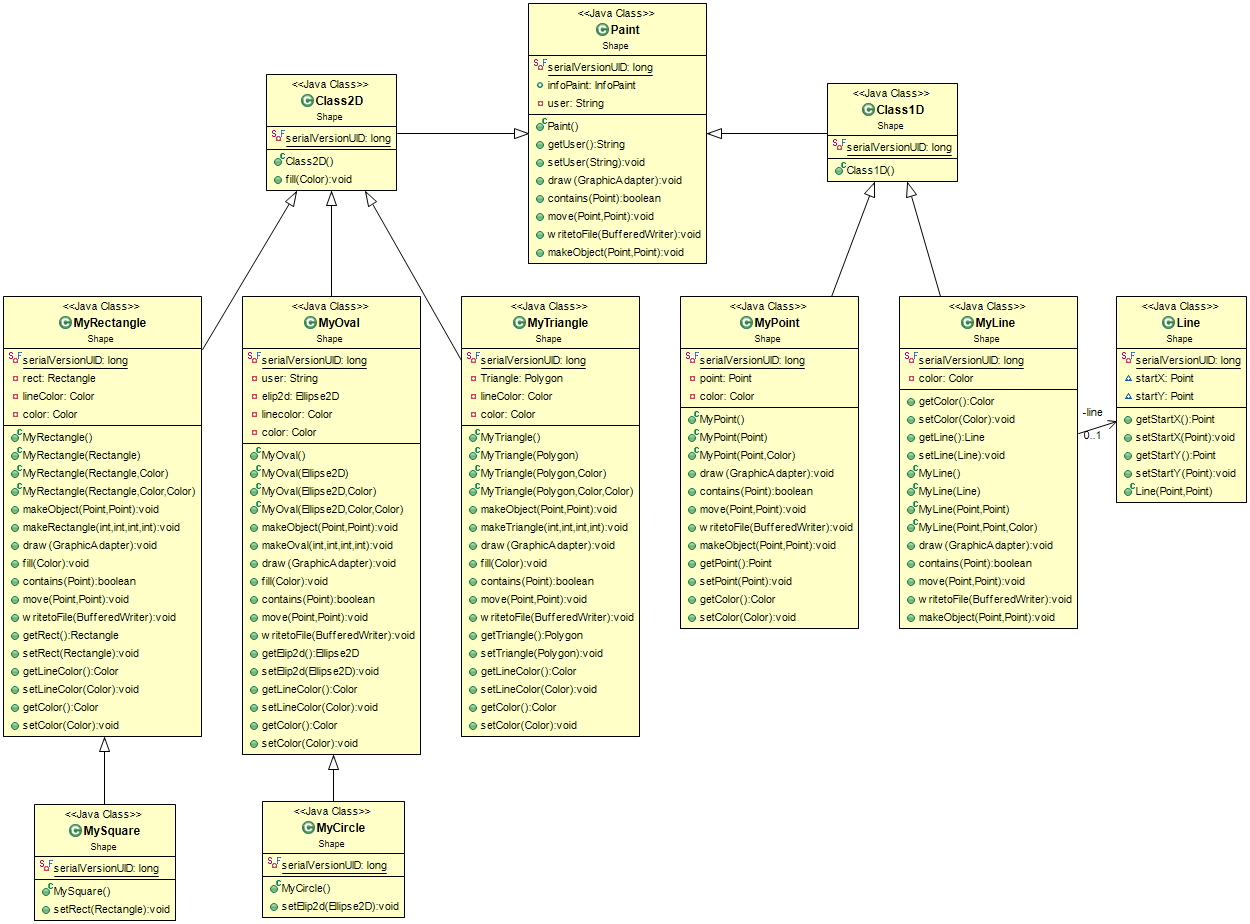 <<Java Class>>
Paint
Shape
serialVersionUID: long
infoPaint: InfoPaint
user: String
Paint()
getUser():String
setUser(String):void
draw(GraphicAdapter):void
contains(Point):boolean
move(Point,Point):void
writetoFile(BufferedWriter):void
makeObject(Point,Point):void
<<Java Class>>
Class2D
Shape
serialVersionUID: long
Class2D()
fill(Color):void
<<Java Class>>
Class1D
Shape
serialVersionUID: long
Class1D()
<<Java Class>>
MyRectangle
Shape
serialVersionUID: long
rect: Rectangle
lineColor: Color
color: Color
MyRectangle()
MyRectangle(Rectangle)
MyRectangle(Rectangle,Color)
MyRectangle(Rectangle,Color,Color)
makeObject(Point,Point):void
makeRectangle(int,int,int,int):void
draw(GraphicAdapter):void
fill(Color):void
contains(Point):boolean
move(Point,Point):void
writetoFile(BufferedWriter):void
getRect():Rectangle
setRect(Rectangle):void
getLineColor():Color
setLineColor(Color):void
getColor():Color
setColor(Color):void
<<Java Class>>
MyOval
Shape
serialVersionUID: long
user: String
elip2d: Ellipse2D
linecolor: Color
color: Color
MyOval()
MyOval(Ellipse2D)
MyOval(Ellipse2D,Color)
MyOval(Ellipse2D,Color,Color)
makeObject(Point,Point):void
makeOval(int,int,int,int):void
draw(GraphicAdapter):void
fill(Color):void
contains(Point):boolean
move(Point,Point):void
writetoFile(BufferedWriter):void
getElip2d():Ellipse2D
setElip2d(Ellipse2D):void
getLineColor():Color
setLineColor(Color):void
getColor():Color
setColor(Color):void
<<Java Class>>
MyTriangle
Shape
serialVersionUID: long
Triangle: Polygon
lineColor: Color
color: Color
MyTriangle()
MyTriangle(Polygon)
MyTriangle(Polygon,Color)
MyTriangle(Polygon,Color,Color)
makeObject(Point,Point):void
makeTriangle(int,int,int,int):void
draw(GraphicAdapter):void
fill(Color):void
contains(Point):boolean
move(Point,Point):void
writetoFile(BufferedWriter):void
getTriangle():Polygon
setTriangle(Polygon):void
getLineColor():Color
setLineColor(Color):void
getColor():Color
setColor(Color):void
<<Java Class>>
MyPoint
Shape
serialVersionUID: long
point: Point
color: Color
MyPoint()
MyPoint(Point)
MyPoint(Point,Color)
draw(GraphicAdapter):void
contains(Point):boolean
move(Point,Point):void
writetoFile(BufferedWriter):void
makeObject(Point,Point):void
getPoint():Point
setPoint(Point):void
getColor():Color
setColor(Color):void
<<Java Class>>
MyLine
Shape
serialVersionUID: long
color: Color
getColor():Color
setColor(Color):void
getLine():Line
setLine(Line):void
MyLine()
MyLine(Line)
MyLine(Point,Point)
MyLine(Point,Point,Color)
draw(GraphicAdapter):void
contains(Point):boolean
move(Point,Point):void
writetoFile(BufferedWriter):void
makeObject(Point,Point):void
-line
0..1
<<Java Class>>
Line
Shape
serialVersionUID: long
startX: Point
startY: Point
getStartX():Point
setStartX(Point):void
getStartY():Point
setStartY(Point):void
Line(Point,Point)
<<Java Class>>
MySquare
Shape
serialVersionUID: long
MySquare()
setRect(Rectangle):void
<<Java Class>>
MyCircle
Shape
serialVersionUID: long
MyCircle()
setElip2d(Ellipse2D):void